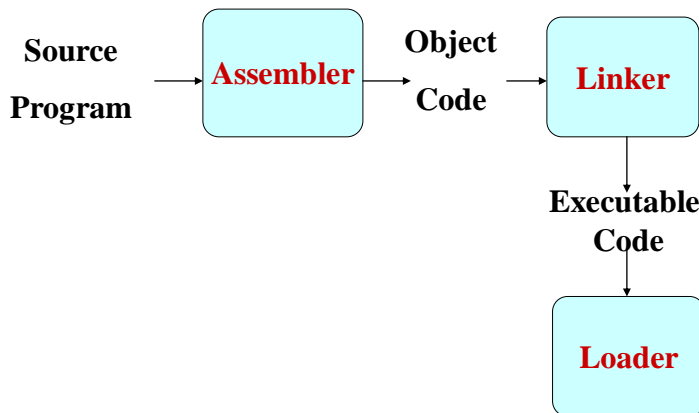 Source
Program
Assembler
Object
Code
Linker
Executable
Code
Loader